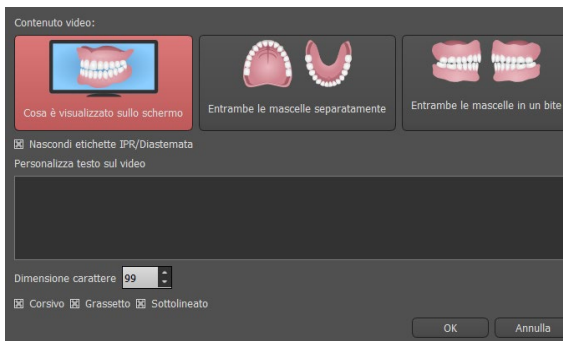 Contenuto video:
Cosa è visualizzato sullo schermo
Entrambe le mascelle separatamente
Entrambe le mascelle in un bite
Nascondi etichette IPR/Diastemata
Personalizza testo sul video
Dimensione carattere 99
Corsivo Grassetto Sottolineato
OK Annulla